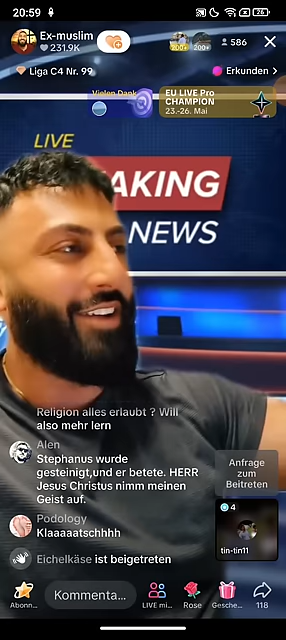 20:59
26
Ex-muslim
231.9K
200+
200+
586
Liga C4 Nr. 99
Erkunden >
Vielen Dank
EU LIVE Pro
CHAMPION
23.-26. Mai
LIVE
AKING
NEWS
Religion alles erlaubt ? Will
also mehr lern
Alen
Stephanus wurde
gesteinigt,und er betete. HERR
Jesus Christus nimm meinen
Geist auf.
Anfrage
zum
Beitreten
Podology
Klaaaaatschhhh
4
tin-tin11
Eichelkäse ist beigetreten
Abonn...
Kommenta...
LIVE mi...
Rose
Gesche...
118